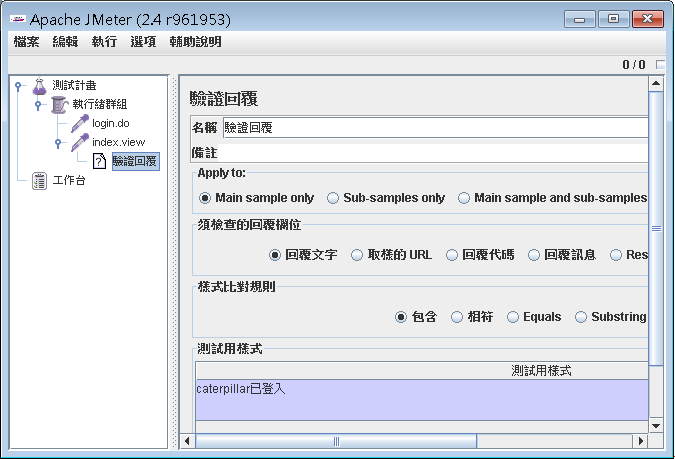 Apache JMeter (2.4 r961953)
檔案 編輯 執行 選項 輔助說明
0 / 0
測試計畫
執行緒群組
login.do
index.view
驗證回覆
工作台
驗證回覆
名稱 驗證回覆
備註
Apply to:
Main sample only Sub-samples only Main sample and sub-samples
須檢查的回覆欄位
回覆文字 取樣的 URL 回覆代碼 回覆訊息 Res
樣式比對規則
包含 相符 Equals Substring
測試用樣式
測試用樣式
caterpillar已登入